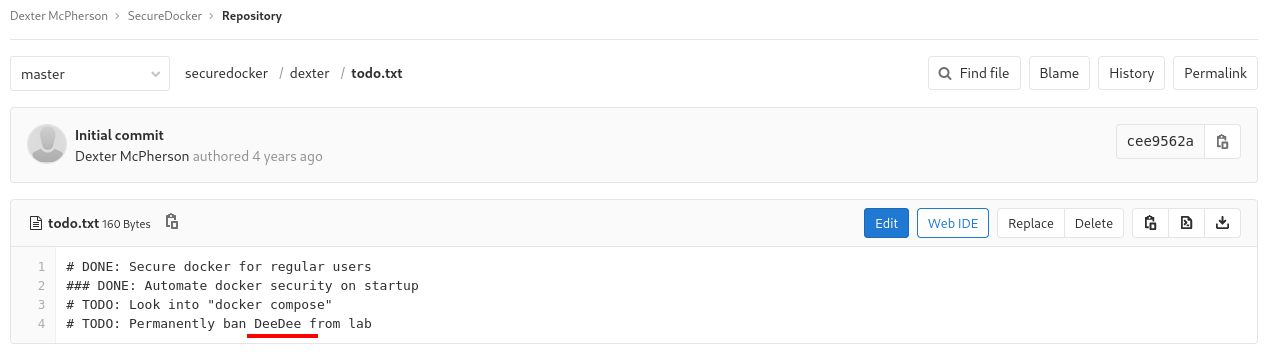 Dexter McPherson > SecureDocker > Repository
master securedocker / dexter / todo.txt Find file Blame History Permalink
Initial commit
Dexter McPherson authored 4 years ago cee9562a
todo.txt 160 Bytes Edit Web IDE Replace Delete
1 # DONE: Secure docker for regular users
2 ### DONE: Automate docker security on startup
3 # TODO: Look into "docker compose"
4 # TODO: Permanently ban DeeDee from lab